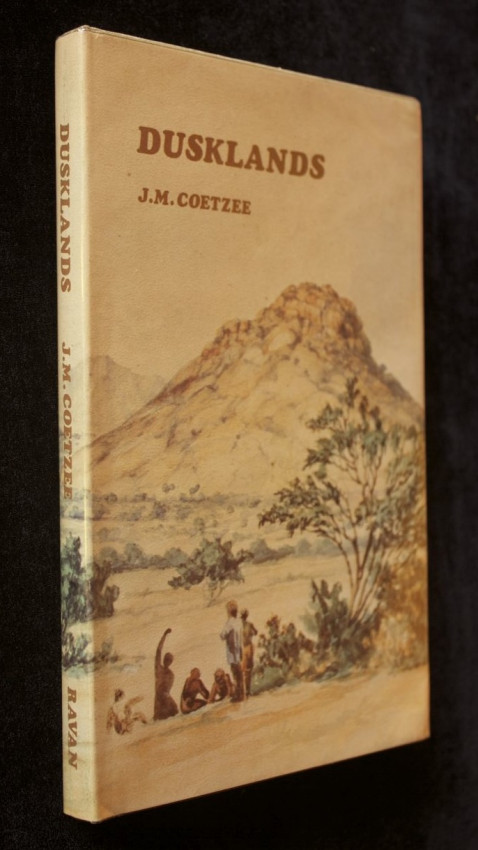 DUSKLANDS
J.M. COETZEE
DUSKLANDS
J.M. COETZEE
RAVAN